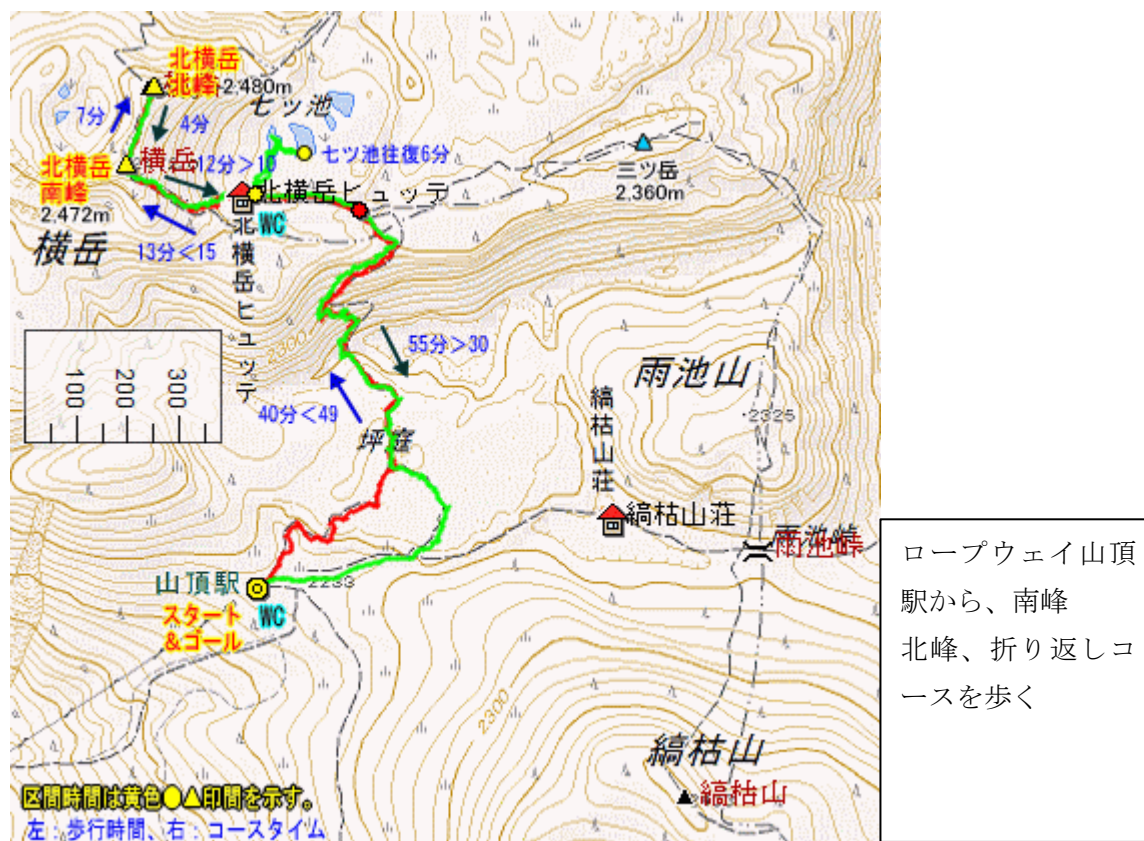 北横岳
北峰
2,480m
七ッ池
7分
4分
七ツ池往復6分
三ツ岳
2,360m
横岳
12分>10
北横岳
南峰
2,472m
北横岳ヒュッテ
WC
北横岳ヒュッテ
横岳
13分<15
2300
55分>30
100
200
300
雨池山
縞枯山荘
40分<49
坪庭
2325
縞枯山荘
雨池峠
雨池峠
山頂駅
2233
スタート
&ゴール
WC
2300
縞枯山
縞枯山
区間時間は黄色●▲印間を示す。
左:歩行時間、右:コースタイム
ロープウェイ山頂
駅から、南峰
北峰、折り返しコ
ースを歩く